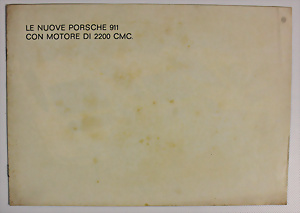 LE NUOVE PORSCHE 911
CON MOTORE DI 2200 CMC.